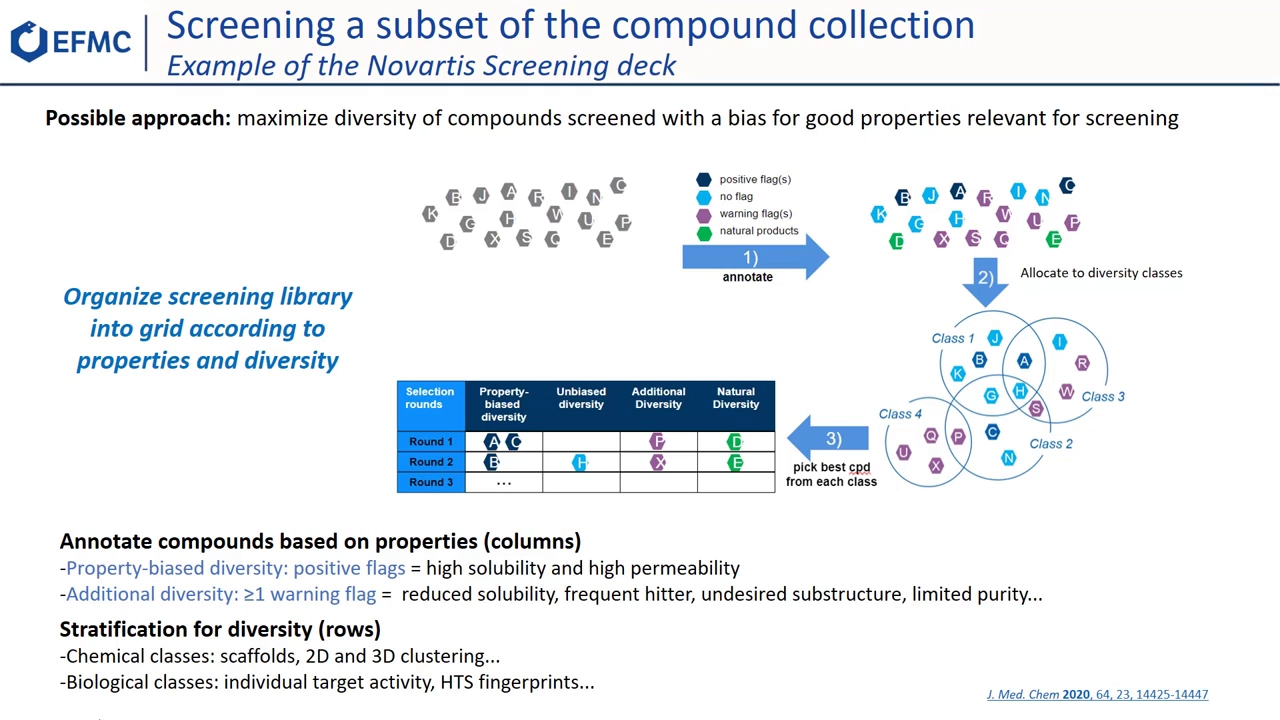 EFMC
Screening a subset of the compound collection
Example of the Novartis Screening deck
Possible approach: maximize diversity of compounds screened with a bias for good properties relevant for screening
Organize screening library
into grid according to
properties and diversity
K B J A R I N C
G H V U P
D X S Q E
positive flag(s)
no flag
warning flag(s)
natural products
1)
annotate
K B J A R I N C
G H U P
D X S Q E
2)
Allocate to diversity classes
Class 1
J
B
K
A
G
H
I
R
W
S
Class 3
Class 4
Q
P
U
X
C
N
Class 2
3)
pick best cpd
from each class
Selection rounds
Property-biased diversity
Unbiased diversity
Additional Diversity
Natural Diversity
Round 1 A C P D
Round 2 B H X E
Round 3 ...
Annotate compounds based on properties (columns)
-Property-biased diversity: positive flags = high solubility and high permeability
-Additional diversity: ≥1 warning flag = reduced solubility, frequent hitter, undesired substructure, limited purity...
Stratification for diversity (rows)
-Chemical classes: scaffolds, 2D and 3D clustering...
-Biological classes: individual target activity, HTS fingerprints...
J. Med. Chem 2020, 64, 23, 14425-14447